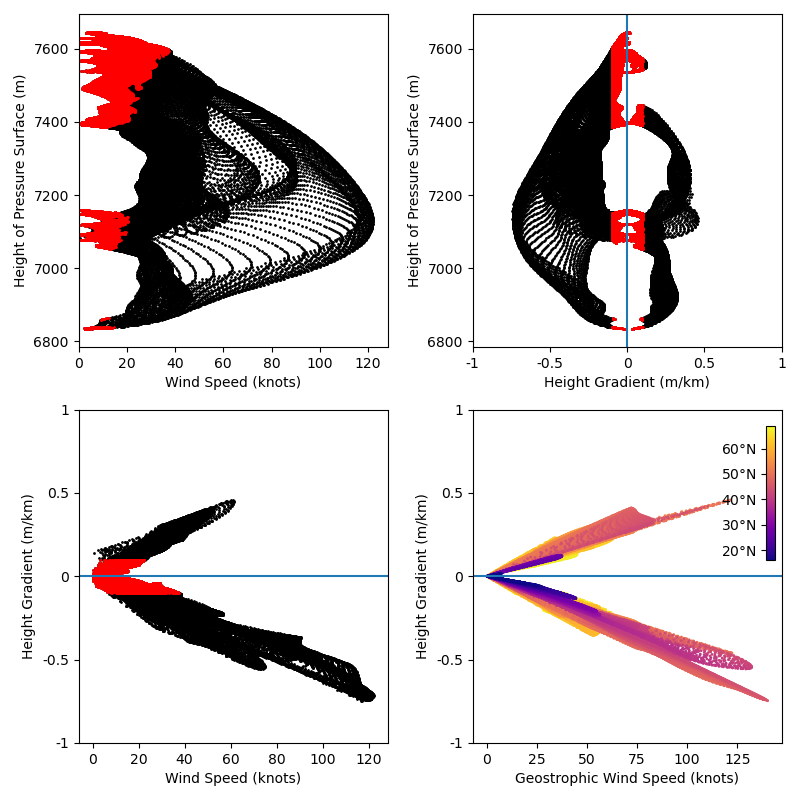 7600
7400
7200
7000
6800
0 20 40 60 80 100 120
Wind Speed (knots)
Height of Pressure Surface (m)
7600
7400
7200
7000
6800
-1 -0.5 0 0.5 1
Height Gradient (m/km)
Height of Pressure Surface (m)
1
0.5
0
-0.5
-1
0 20 40 60 80 100 120
Wind Speed (knots)
Height Gradient (m/km)
1
0.5
0
-0.5
-1
0 25 50 75 100 125
Geostrophic Wind Speed (knots)
Height Gradient (m/km)
60°N
50°N
40°N
30°N
20°N